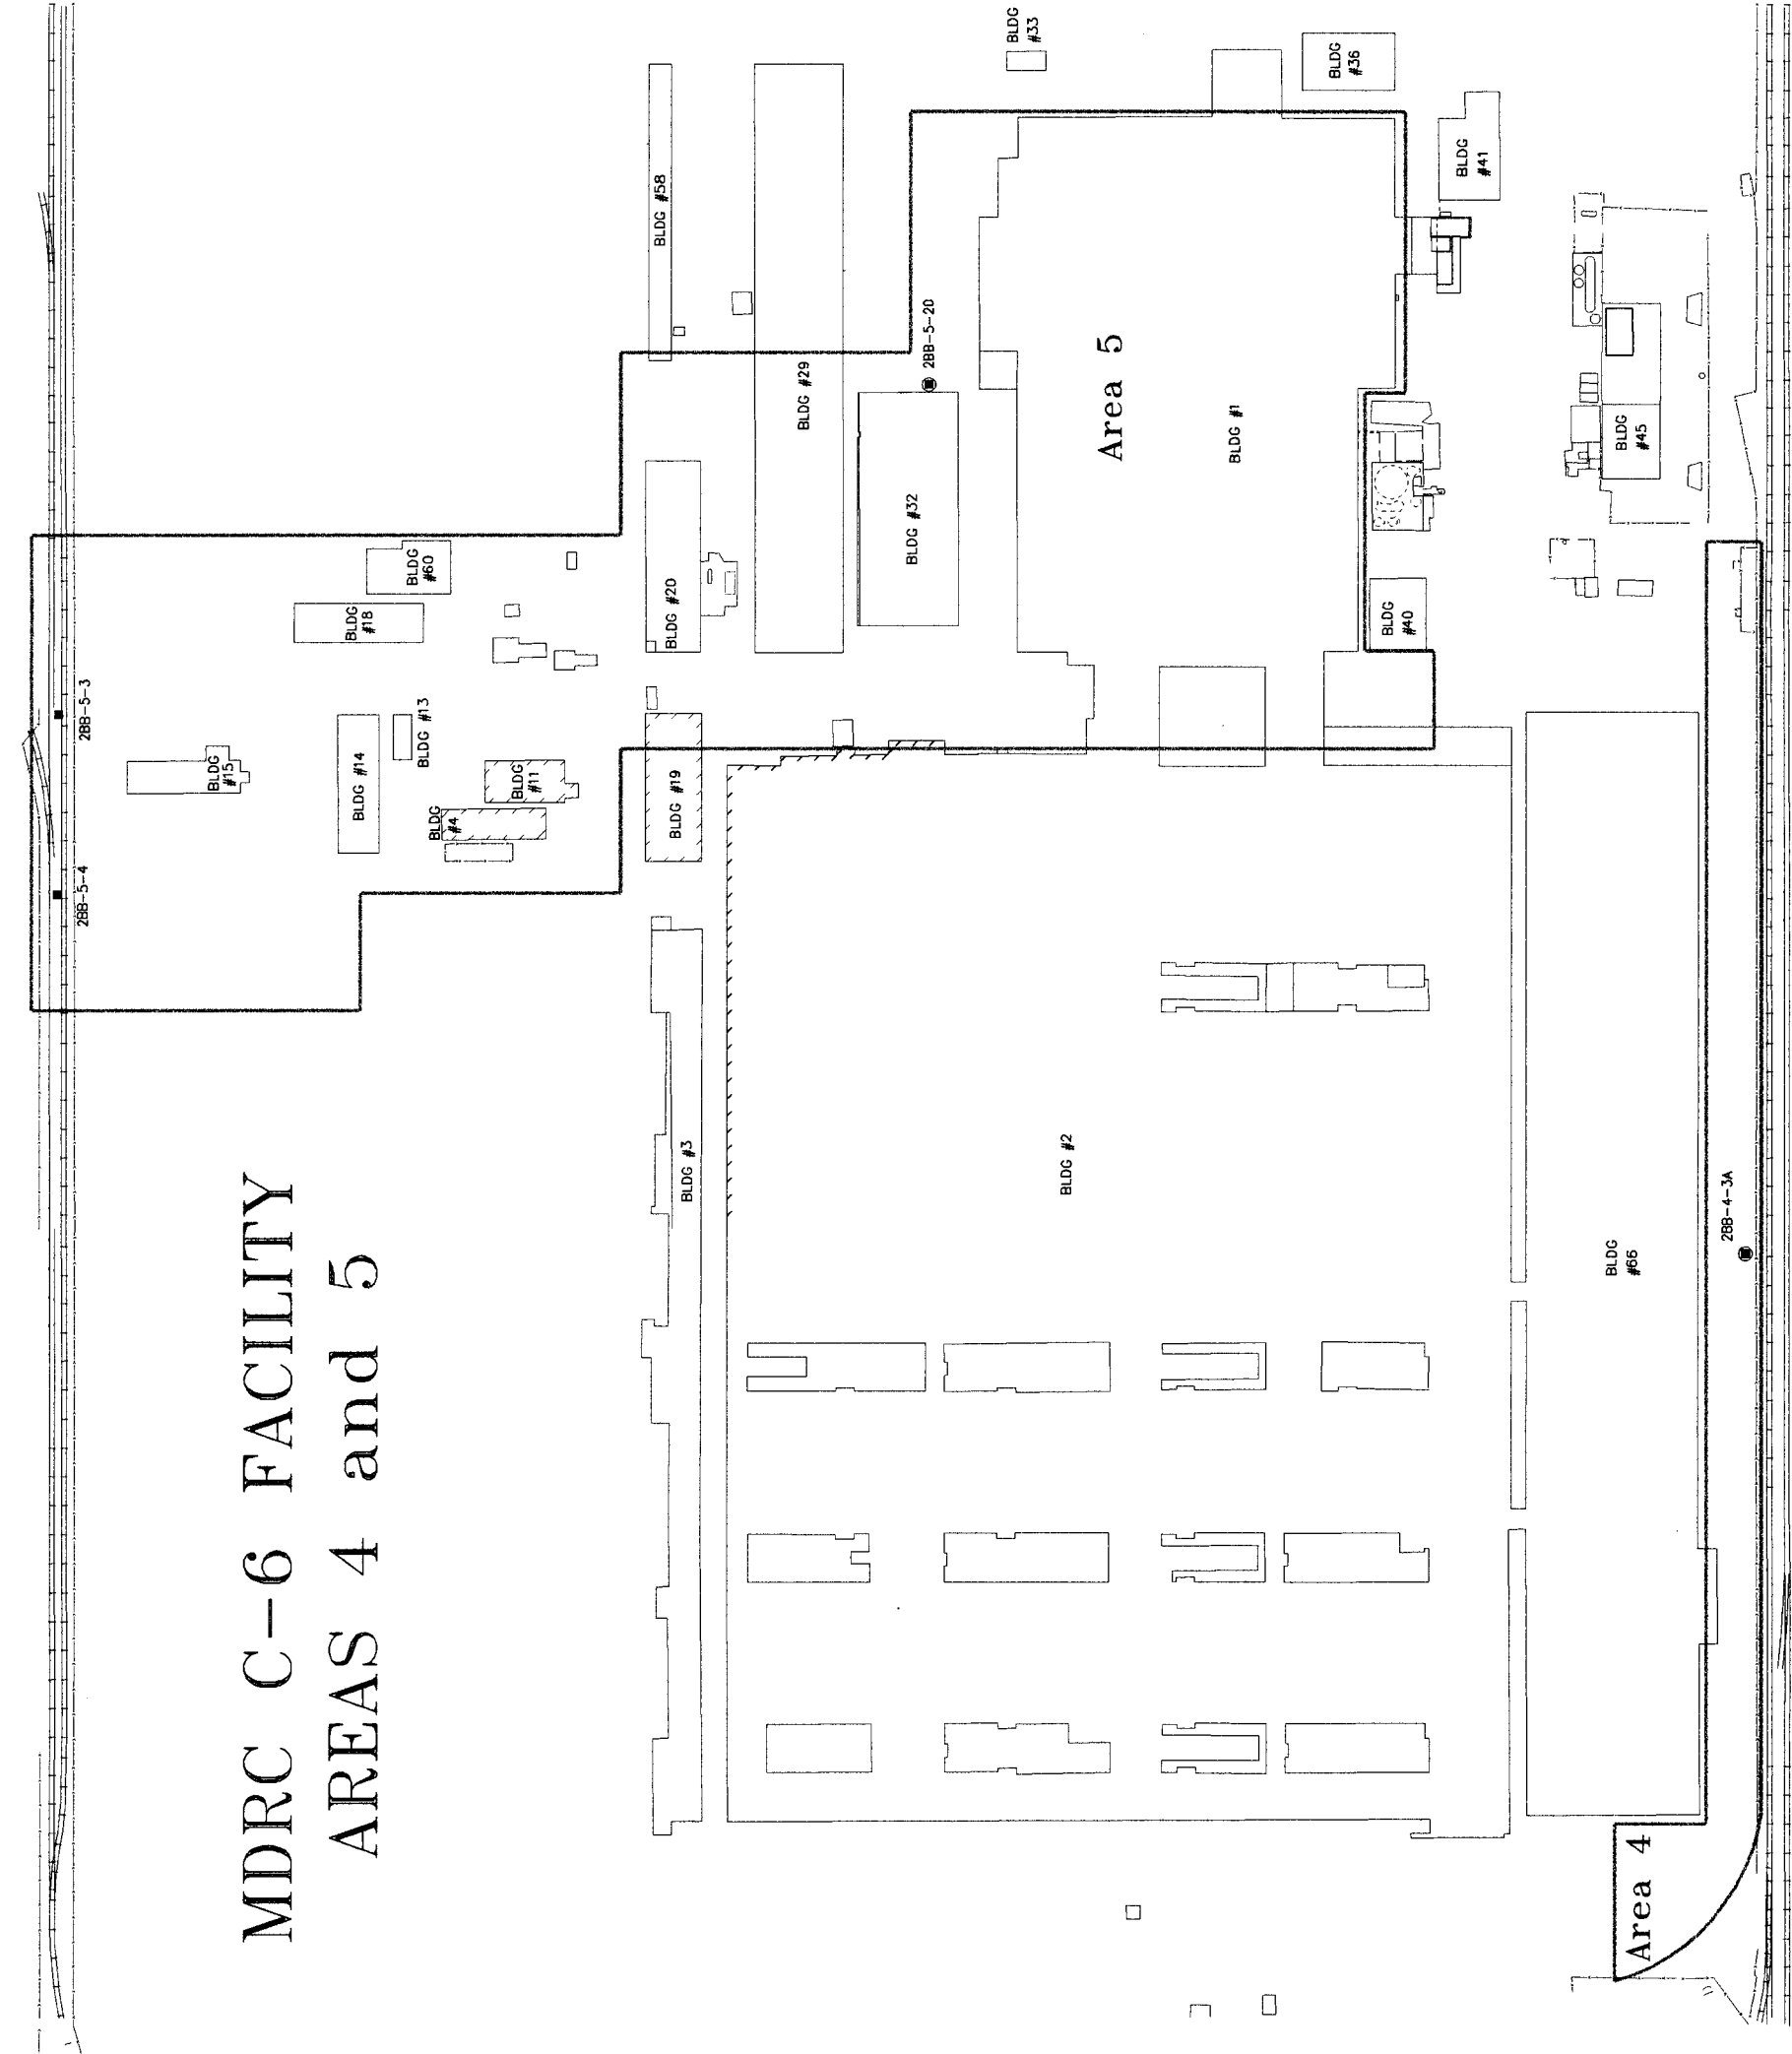 MDRC C-6 FACILITY
AREAS 4 and 5
2BB-5-4
2BB-5-3
BLDG
#15
BLDG #14
BLDG #13
BLDG
#18
BLDG
#60
BLDG
#4
BLDG
#11
BLDG #3
BLDG #19
BLDG #20
BLDG #58
BLDG #29
BLDG #32
2BB-5-20
BLDG
#33
BLDG
#36
BLDG
#41
Area 5
BLDG #1
BLDG
#40
BLDG
#45
BLDG #2
BLDG
#66
2BB-4-3A
Area 4